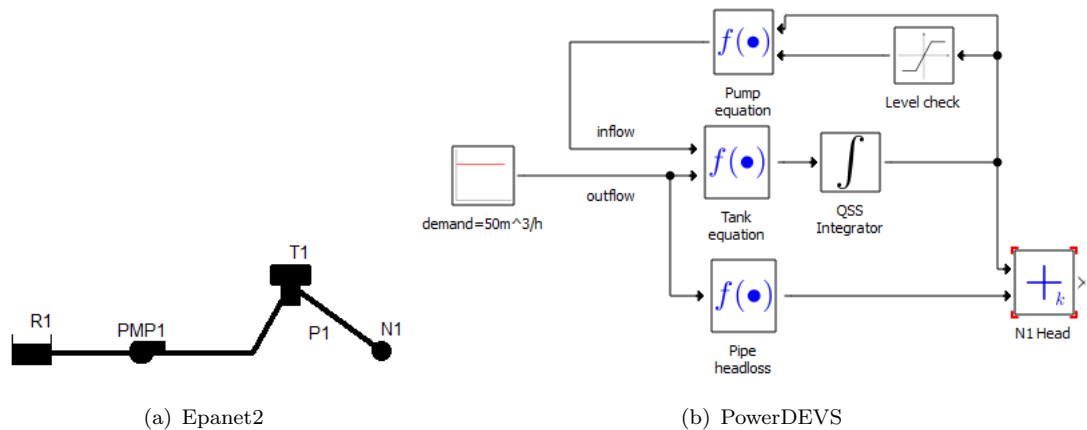 T1
R1
PMP1
P1
N1
(a) Epanet2
f(•)
Pump
equation
Level check
inflow
f(•)
∫
outflow
demand=50m^3/h
Tank
equation
QSS
Integrator
f(•)
+k
N1 Head
Pipe
headloss
(b) PowerDEVS